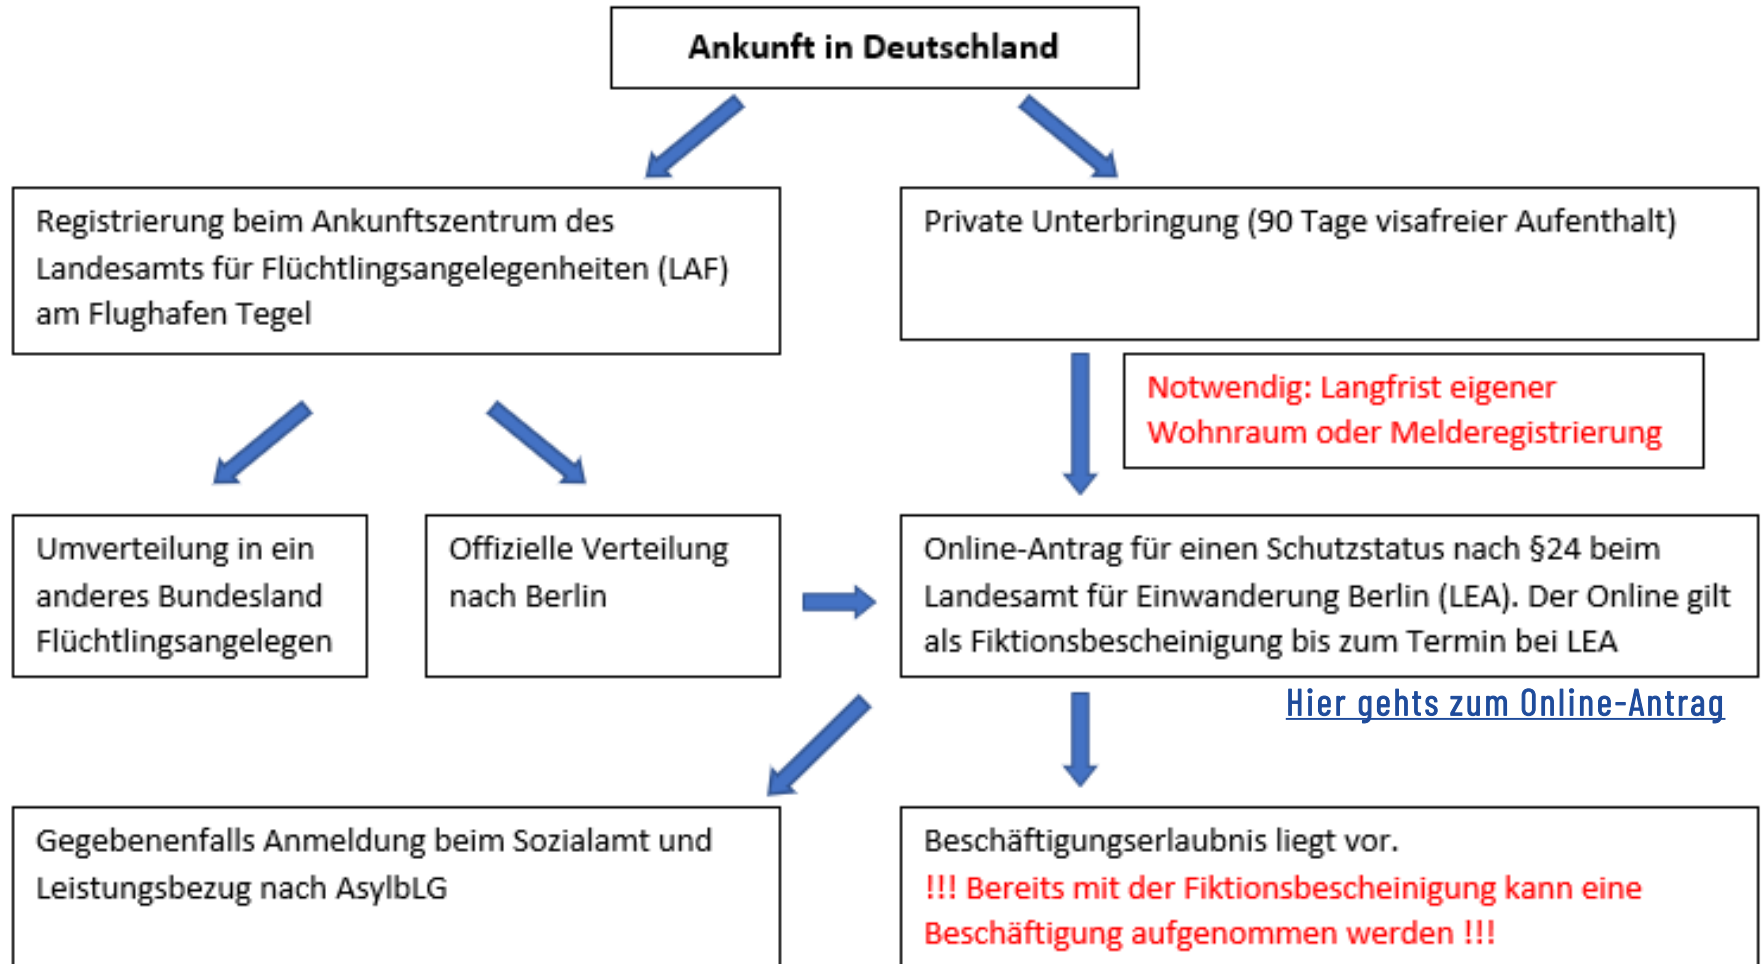 Ankunft in Deutschland
Registrierung beim Ankunftszentrum des
Landesamts für Flüchtlingsangelegenheiten (LAF)
am Flughafen Tegel
Private Unterbringung (90 Tage visafreier Aufenthalt)
Notwendig: Langfrist eigener
Wohnraum oder Melderegistrierung
Umverteilung in ein
anderes Bundesland
Flüchtlingsangelegen
Offizielle Verteilung
nach Berlin
Online-Antrag für einen Schutzstatus nach §24 beim
Landesamt für Einwanderung Berlin (LEA). Der Online gilt
als Fiktionsbescheinigung bis zum Termin bei LEA
Hier gehts zum Online-Antrag
Gegebenenfalls Anmeldung beim Sozialamt und
Leistungsbezug nach AsylbLG
Beschäftigungserlaubnis liegt vor.
!!! Bereits mit der Fiktionsbescheinigung kann eine
Beschäftigung aufgenommen werden !!!